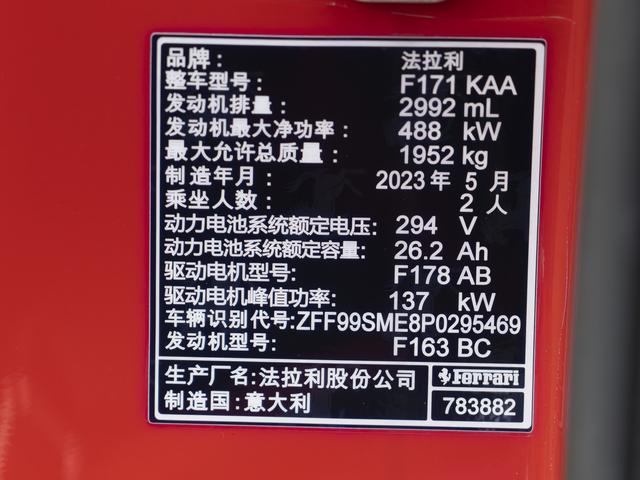 品牌： 法拉利
整车型号： F171 KAA
发动机排量： 2992 mL
发动机最大净功率： 488 kW
最大允许总质量： 1952 kg
制造年月： 2023 年 5 月
乘坐人数： 2 人
动力电池系统额定电压: 294 V
动力电池系统额定容量: 26.2 Ah
驱动电机型号: F178 AB
驱动电机峰值功率: 137 kW
车辆识别代号:ZFF99SME8P0295469
发动机型号: F163 BC
生产厂名:法拉利股份公司
制造国:意大利
Ferrari
783882